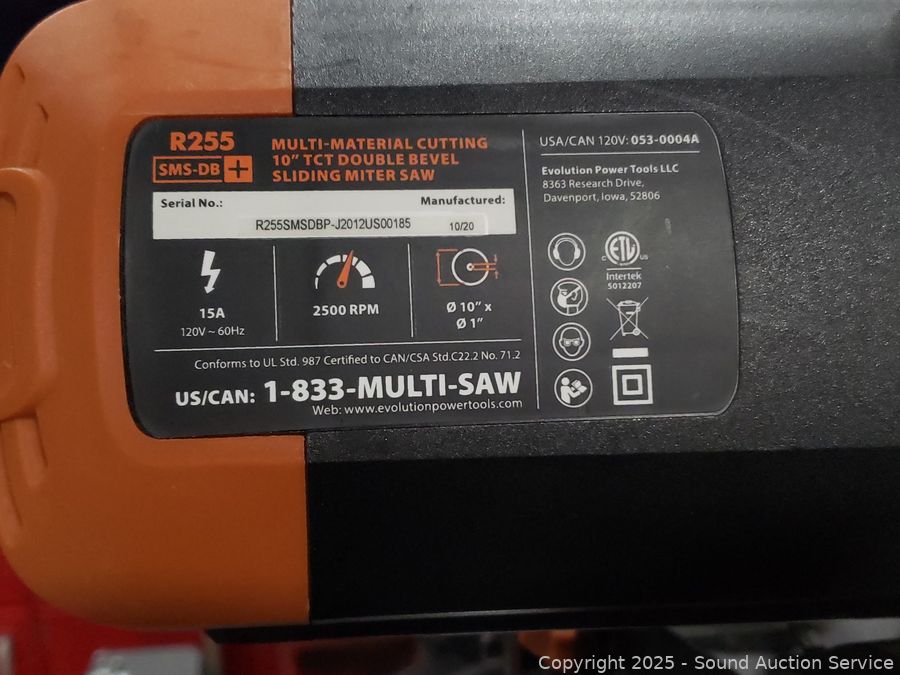 R255
SMS-DB +
MULTI-MATERIAL CUTTING
10” TCT DOUBLE BEVEL
SLIDING MITER SAW
Serial No.:
Manufactured:
R255SMSDBP-J2012US00185
10/20
15A
120V ~ 60Hz
2500 RPM
Ø 10” x
Ø 1”
Conforms to UL Std. 987 Certified to CAN/CSA Std.C22.2 No. 71.2
US/CAN: 1-833-MULTI-SAW
Web: www.evolutionpowertools.com
USA/CAN 120V: 053-0004A
Evolution Power Tools LLC
8363 Research Drive,
Davenport, Iowa, 52806
ETL
C US
Intertek
5012207
Copyright 2025 - Sound Auction Service